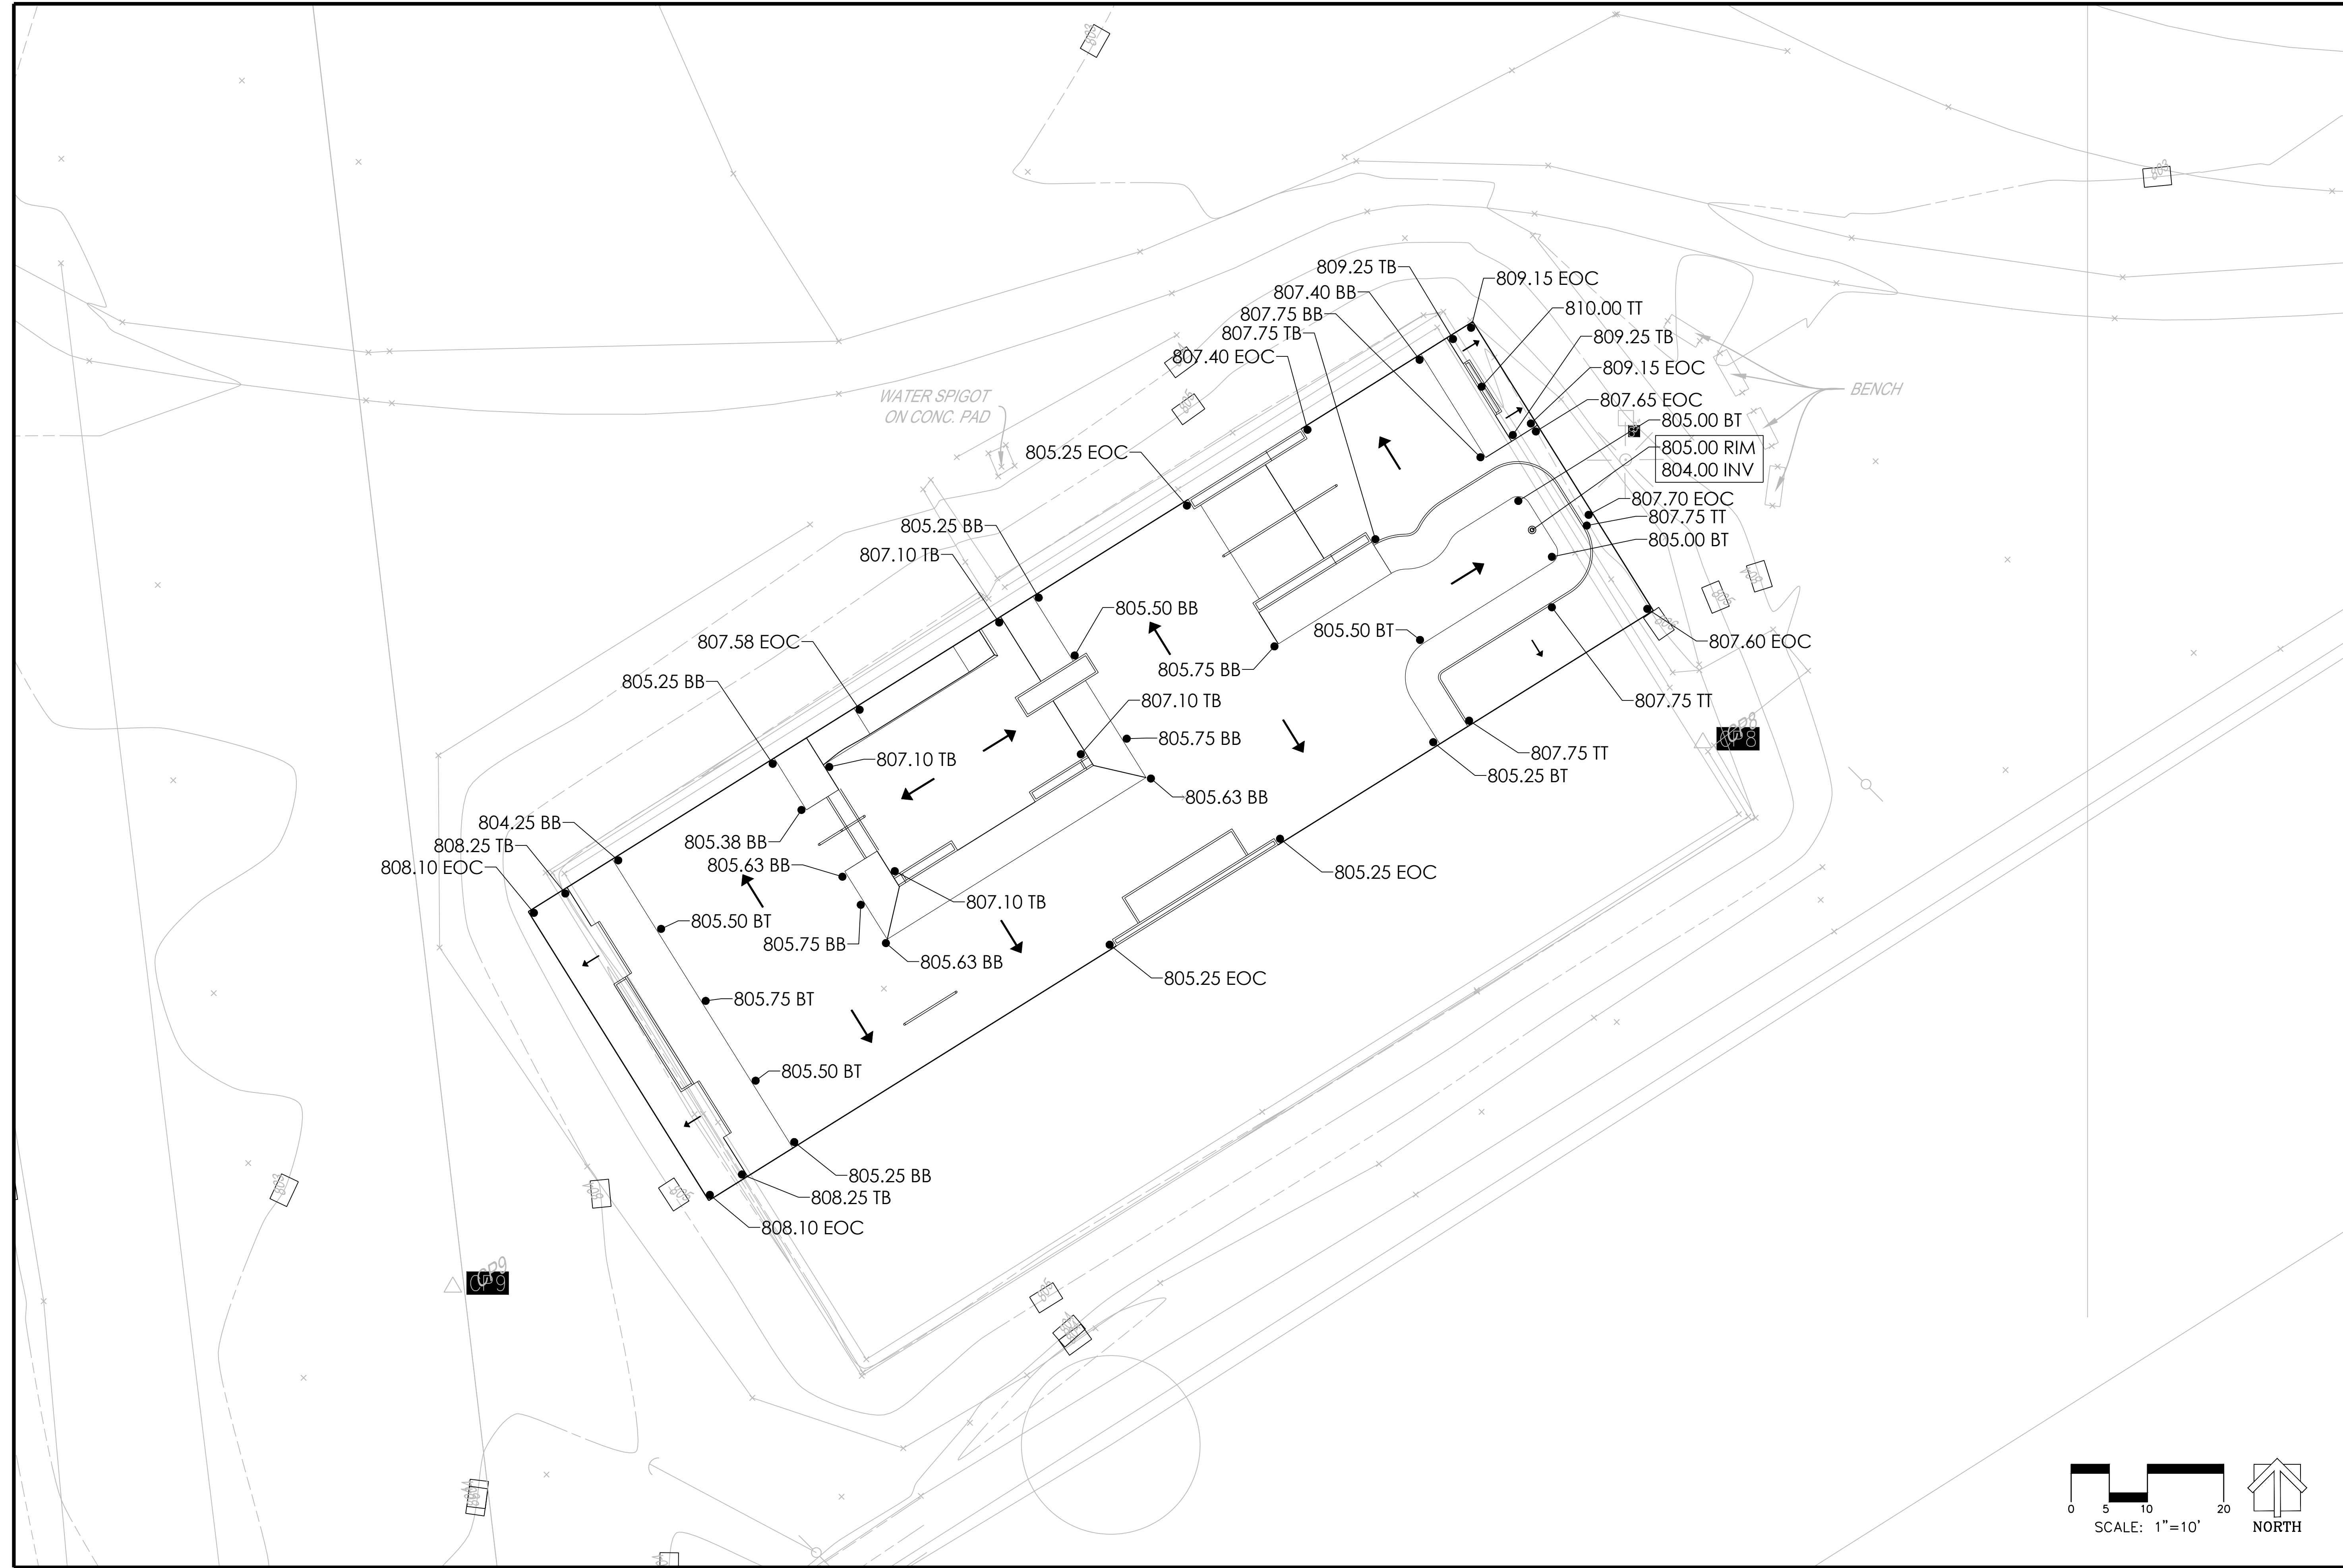 803
809.25 TB
809.15 EOC
807.40 BB
810.00 TT
807.75 BB
807.75 TB
809.25 TB
807.40 EOC
809.15 EOC
BENCH
WATER SPIGOT
ON CONC. PAD
807.65 EOC
805.00 BT
805.00 RIM
804.00 INV
805.25 EOC
807.70 EOC
807.75 TT
805.25 BB
805.00 BT
807.10 TB
805.50 BB
805.50 BT
807.58 EOC
807.60 EOC
805.75 BB
805.25 BB
807.10 TB
807.75 TT
805.75 BB
807.75 TT
CP8
807.10 TB
805.25 BT
805.63 BB
804.25 BB
805.38 BB
808.25 TB
805.63 BB
808.10 EOC
805.25 EOC
807.10 TB
805.50 BT
805.75 BB
805.63 BB
805.25 EOC
805.75 BT
805.50 BT
805.25 BB
808.25 TB
808.10 EOC
CP9
CP9
0 5 10 20
SCALE: 1"=10'
NORTH